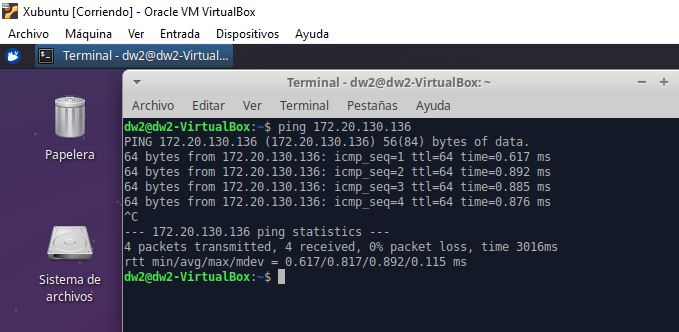 Xubuntu [Corriendo] - Oracle VM VirtualBox
Archivo Máquina Ver Entrada Dispositivos Ayuda
Terminal - dw2@dw2-Virtual...
Terminal - dw2@dw2-VirtualBox: ~
Archivo Editar Ver Terminal Pestañas Ayuda
Papelera
Sistema de
archivos
dw2@dw2-VirtualBox:~$ ping 172.20.130.136
PING 172.20.130.136 (172.20.130.136) 56(84) bytes of data.
64 bytes from 172.20.130.136: icmp_seq=1 ttl=64 time=0.617 ms
64 bytes from 172.20.130.136: icmp_seq=2 ttl=64 time=0.892 ms
64 bytes from 172.20.130.136: icmp_seq=3 ttl=64 time=0.885 ms
64 bytes from 172.20.130.136: icmp_seq=4 ttl=64 time=0.876 ms
^C
--- 172.20.130.136 ping statistics ---
4 packets transmitted, 4 received, 0% packet loss, time 3016ms
rtt min/avg/max/mdev = 0.617/0.817/0.892/0.115 ms
dw2@dw2-VirtualBox:~$